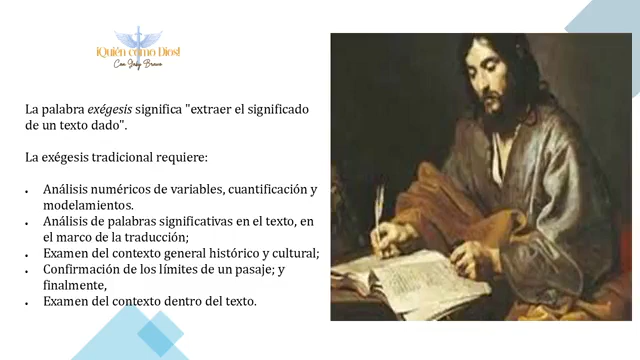 ¡Quién como Dios!
Con Judy Bravo
La palabra exégesis significa "extraer el significado
de un texto dado".
La exégesis tradicional requiere:
• Análisis numéricos de variables, cuantificación y
modelamientos.
• Análisis de palabras significativas en el texto, en
el marco de la traducción;
• Examen del contexto general histórico y cultural;
• Confirmación de los límites de un pasaje; y
finalmente,
• Examen del contexto dentro del texto.